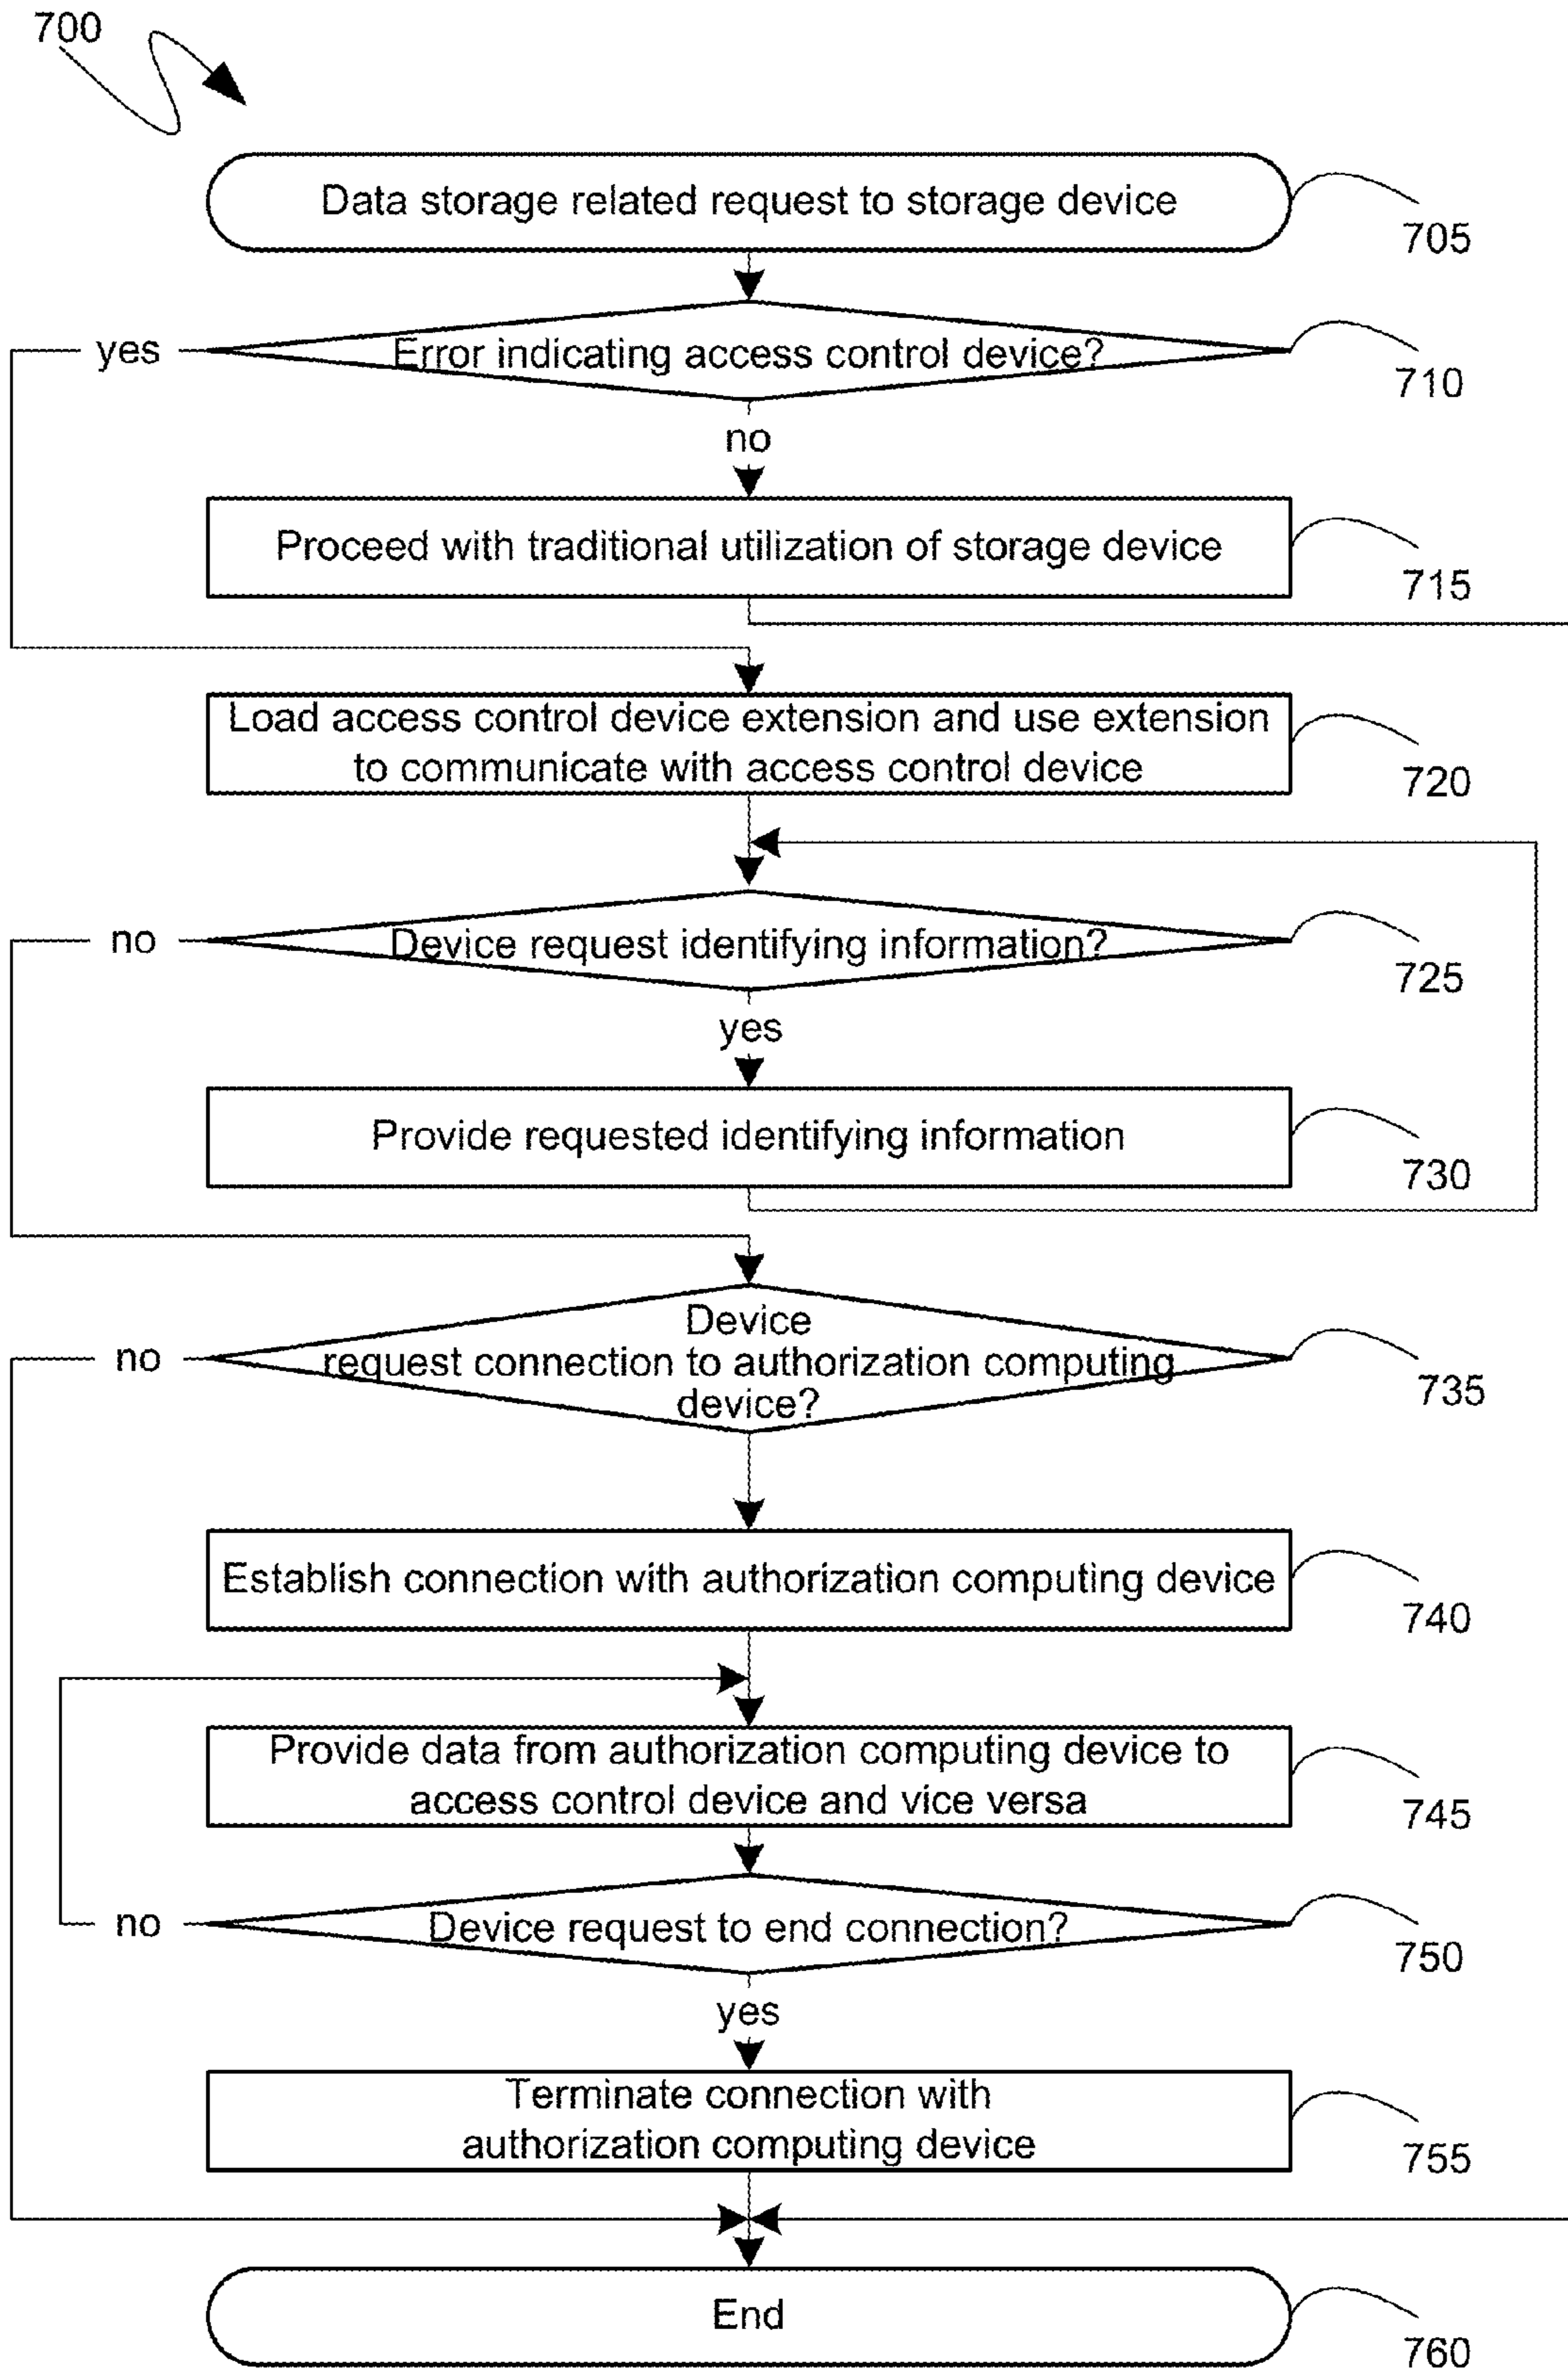 700
Data storage related request to storage device
705
yes
Error indicating access control device?
710
no
Proceed with traditional utilization of storage device
715
Load access control device extension and use extension
to communicate with access control device
720
no
Device request identifying information?
725
yes
Provide requested identifying information
730
Device
no
request connection to authorization computing
device?
735
Establish connection with authorization computing device
740
Provide data from authorization computing device to
access control device and vice versa
745
no
Device request to end connection?
750
yes
Terminate connection with
authorization computing device
755
End
760